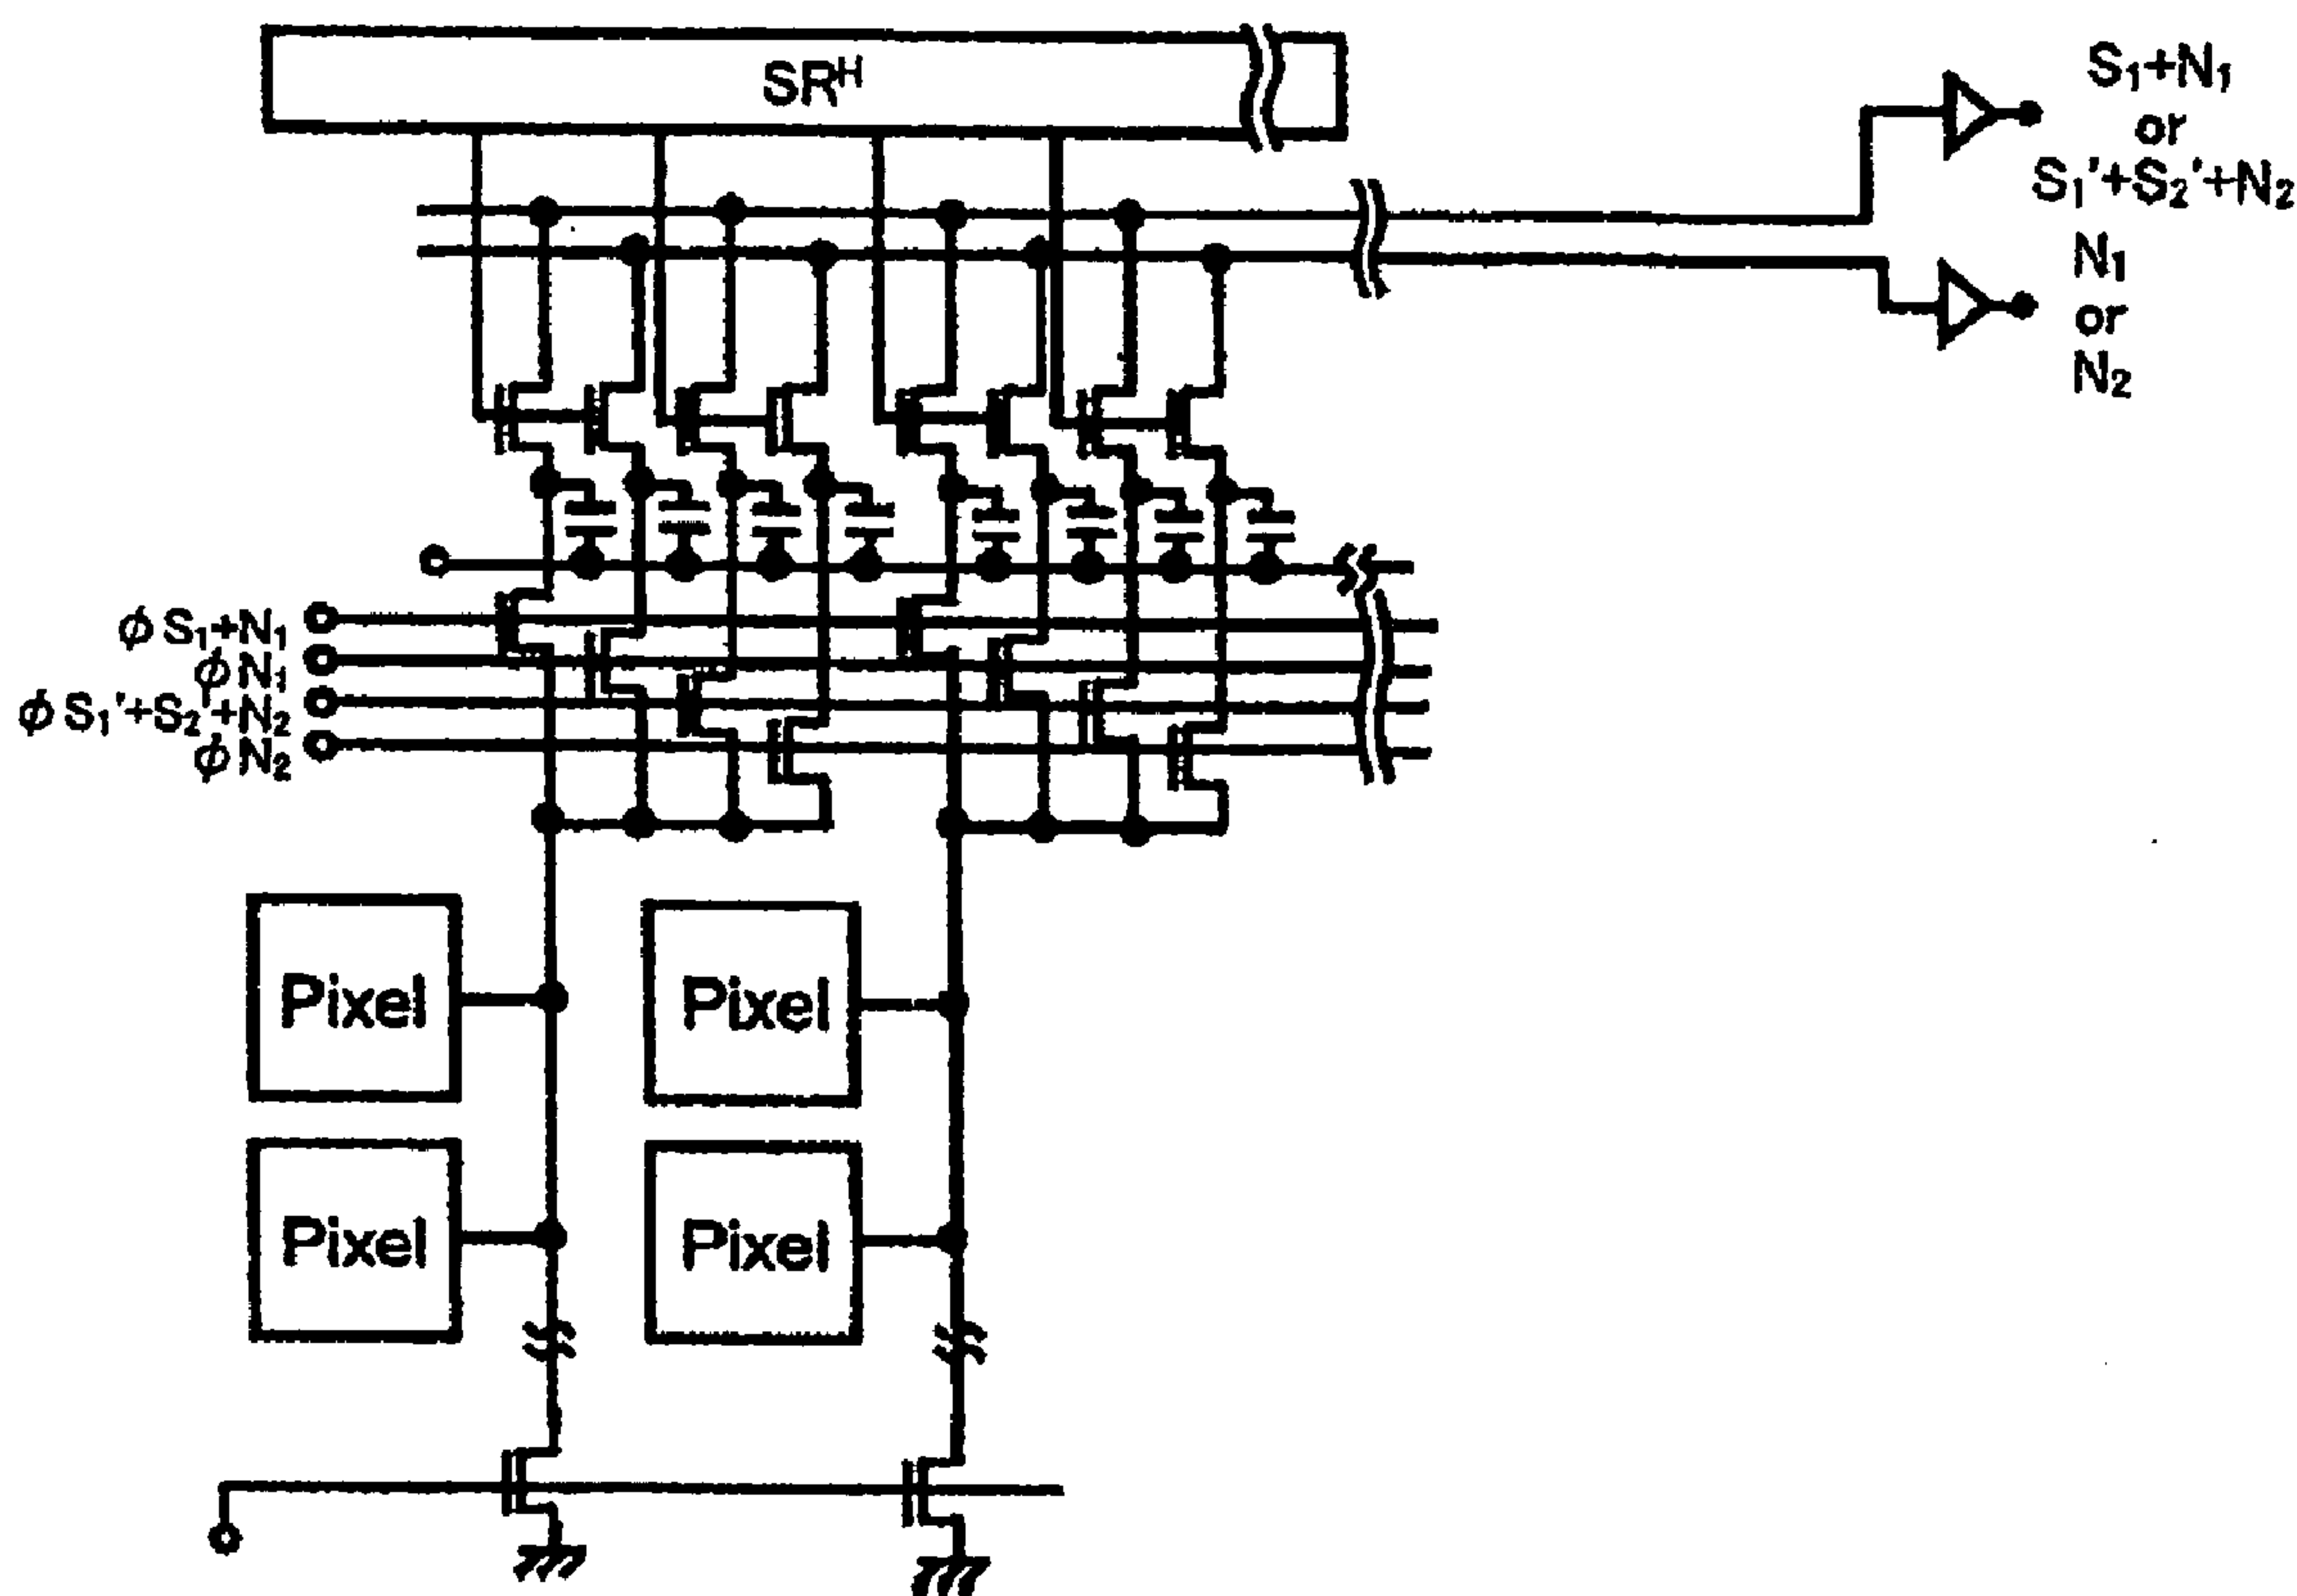 SRᴴ
S₁+N₁
or
S₁'+S₂'+N₂
N₁
or
N₂
φS₁+N₁
φN₁
φS₁'+S₂'+N₂
φN₂
Pixel
Pixel
Pixel
Pixel